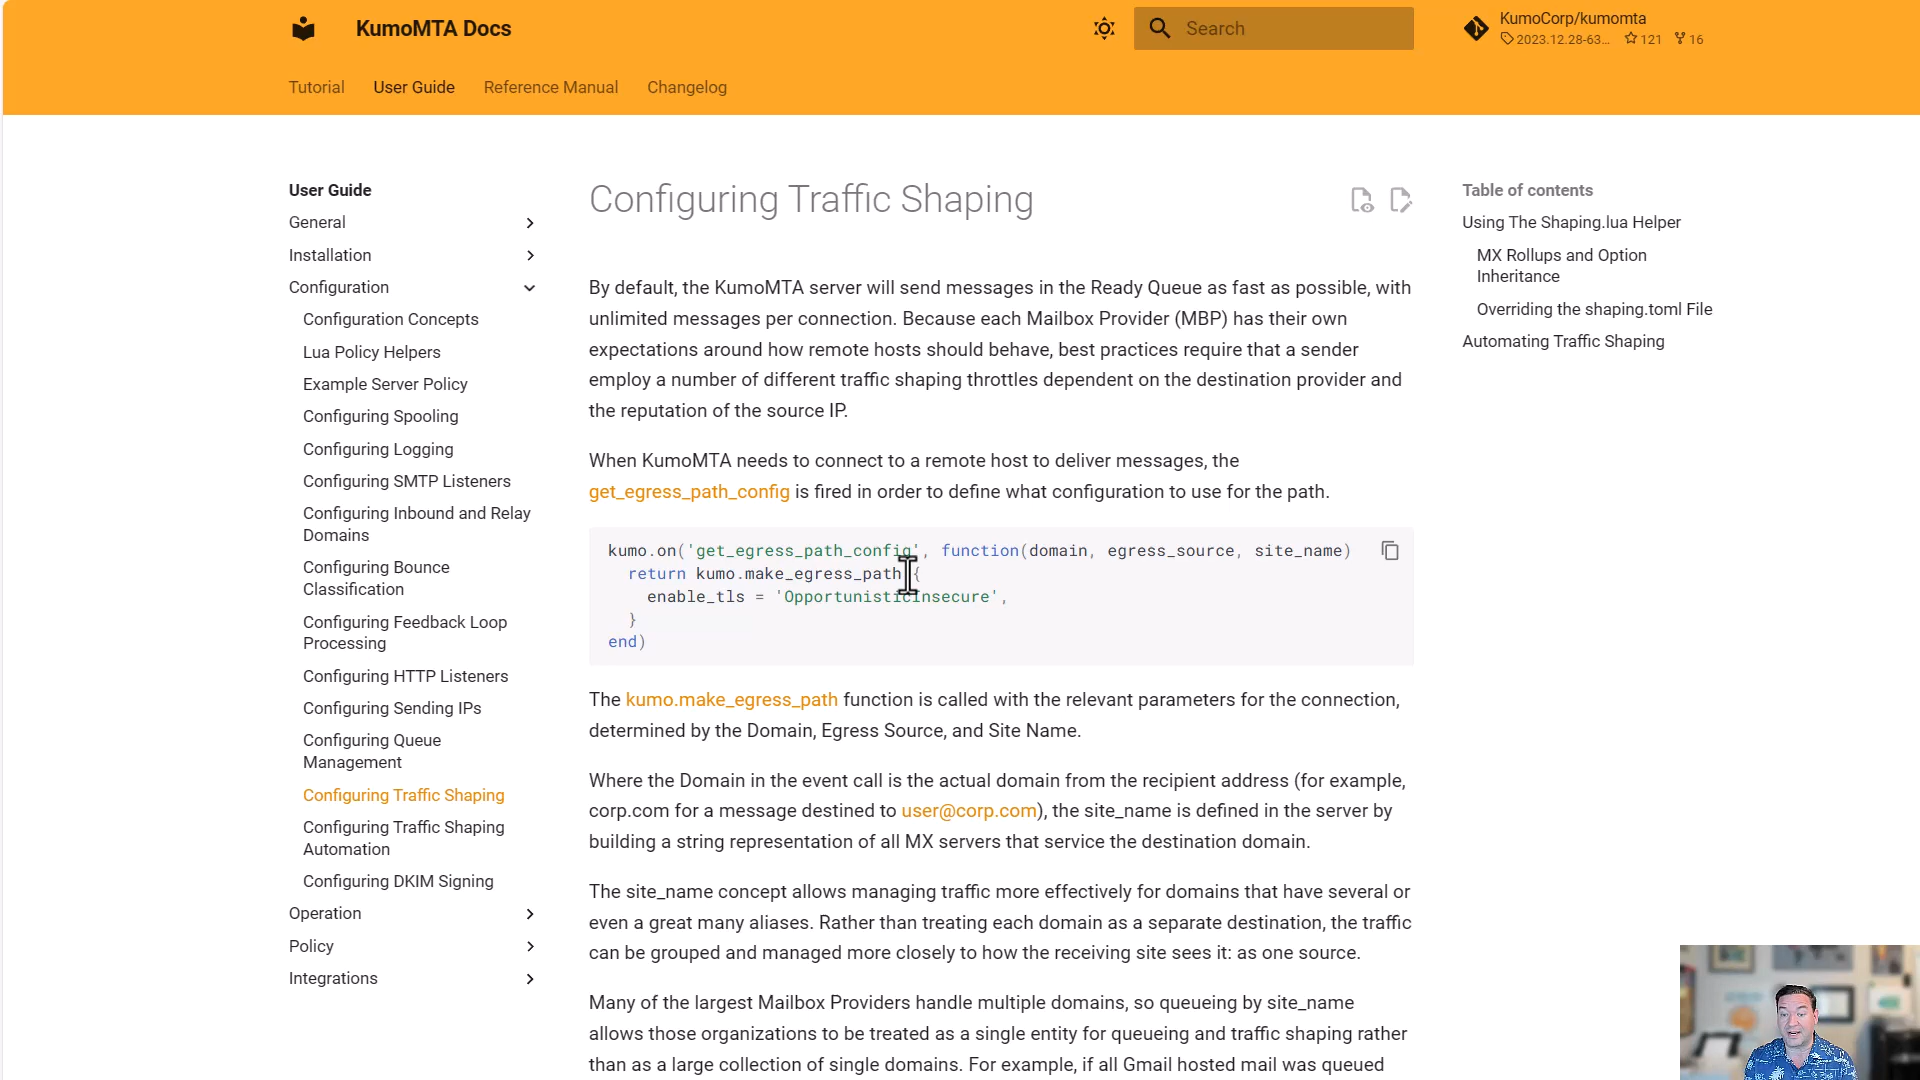 KumoMTA Docs
Search
KumoCorp/kumomta
2023.12.28-63... 121 16
Tutorial User Guide Reference Manual Changelog
User Guide
General
Installation
Configuration
Configuration Concepts
Lua Policy Helpers
Example Server Policy
Configuring Spooling
Configuring Logging
Configuring SMTP Listeners
Configuring Inbound and Relay
Domains
Configuring Bounce
Classification
Configuring Feedback Loop
Processing
Configuring HTTP Listeners
Configuring Sending IPs
Configuring Queue
Management
Configuring Traffic Shaping
Configuring Traffic Shaping
Automation
Configuring DKIM Signing
Operation
Policy
Integrations
Configuring Traffic Shaping
By default, the KumoMTA server will send messages in the Ready Queue as fast as possible, with
unlimited messages per connection. Because each Mailbox Provider (MBP) has their own
expectations around how remote hosts should behave, best practices require that a sender
employ a number of different traffic shaping throttles dependent on the destination provider and
the reputation of the source IP.
When KumoMTA needs to connect to a remote host to deliver messages, the
get_egress_path_config is fired in order to define what configuration to use for the path.
kumo.on('get_egress_path_config', function(domain, egress_source, site_name)
return kumo.make_egress_path {
enable_tls = 'OpportunisticInsecure',
}
end)
The kumo.make_egress_path function is called with the relevant parameters for the connection,
determined by the Domain, Egress Source, and Site Name.
Where the Domain in the event call is the actual domain from the recipient address (for example,
corp.com for a message destined to user@corp.com), the site_name is defined in the server by
building a string representation of all MX servers that service the destination domain.
The site_name concept allows managing traffic more effectively for domains that have several or
even a great many aliases. Rather than treating each domain as a separate destination, the traffic
can be grouped and managed more closely to how the receiving site sees it: as one source.
Many of the largest Mailbox Providers handle multiple domains, so queueing by site_name
allows those organizations to be treated as a single entity for queueing and traffic shaping rather
than as a large collection of single domains. For example, if all Gmail hosted mail was queued
Table of contents
Using The Shaping.lua Helper
MX Rollups and Option
Inheritance
Overriding the shaping.toml File
Automating Traffic Shaping